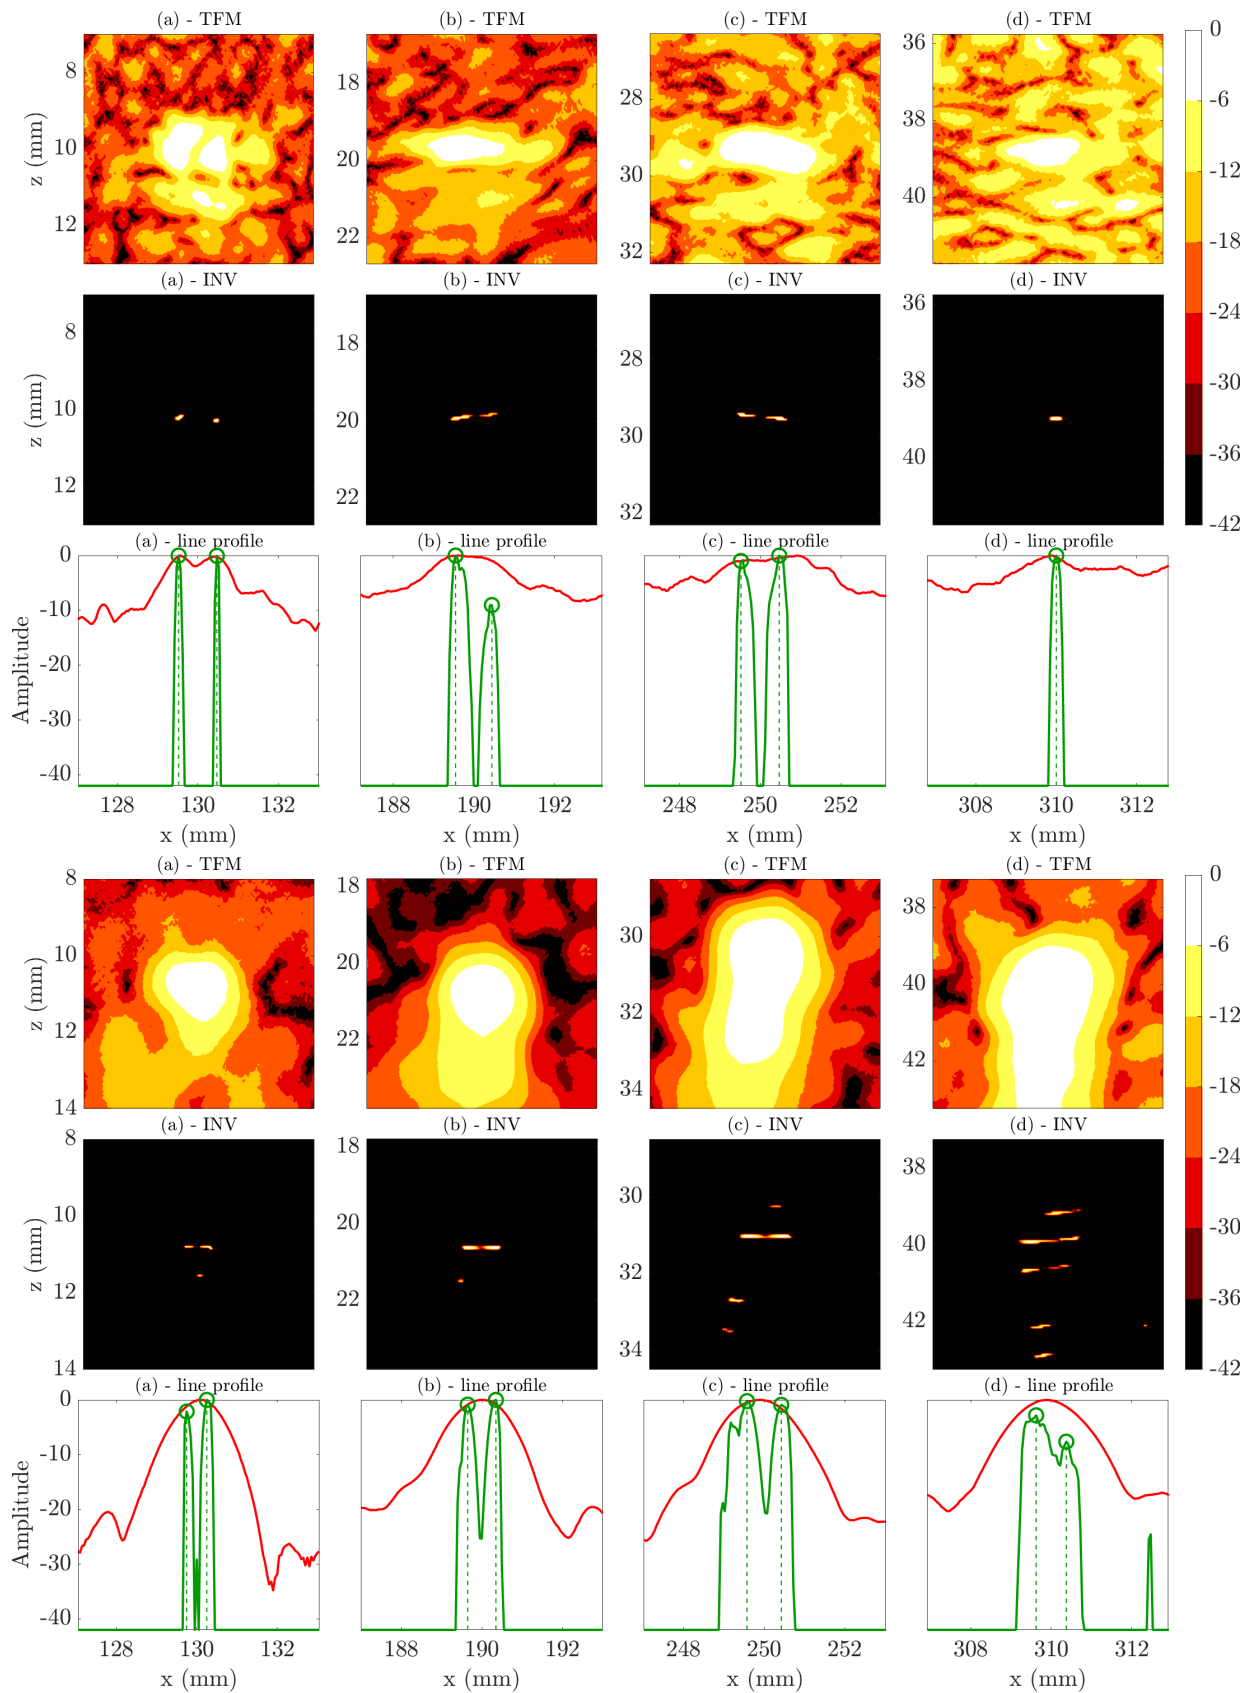 (a) - TFM (b) - TFM (c) - TFM (d) - TFM
z (mm) 8 10 12 18 20 22 28 30 32 36 38 40 0 -6 -12 -18 -24 -30 -36 -42
(a) - INV (b) - INV (c) - INV (d) - INV
z (mm) 8 10 12 18 20 22 28 30 32 36 38 40
(a) - line profile (b) - line profile (c) - line profile (d) - line profile
Amplitude 0 -10 -20 -30 -40
128 130 132 188 190 192 248 250 252 308 310 312
x (mm) x (mm) x (mm) x (mm)
(a) - TFM (b) - TFM (c) - TFM (d) - TFM
z (mm) 8 10 12 14 18 20 22 30 32 34 38 40 42 0 -6 -12 -18 -24 -30 -36 -42
(a) - INV (b) - INV (c) - INV (d) - INV
z (mm) 8 10 12 14 18 20 22 30 32 34 38 40 42
(a) - line profile (b) - line profile (c) - line profile (d) - line profile
Amplitude 0 -10 -20 -30 -40
128 130 132 188 190 192 248 250 252 308 310 312
x (mm) x (mm) x (mm) x (mm)